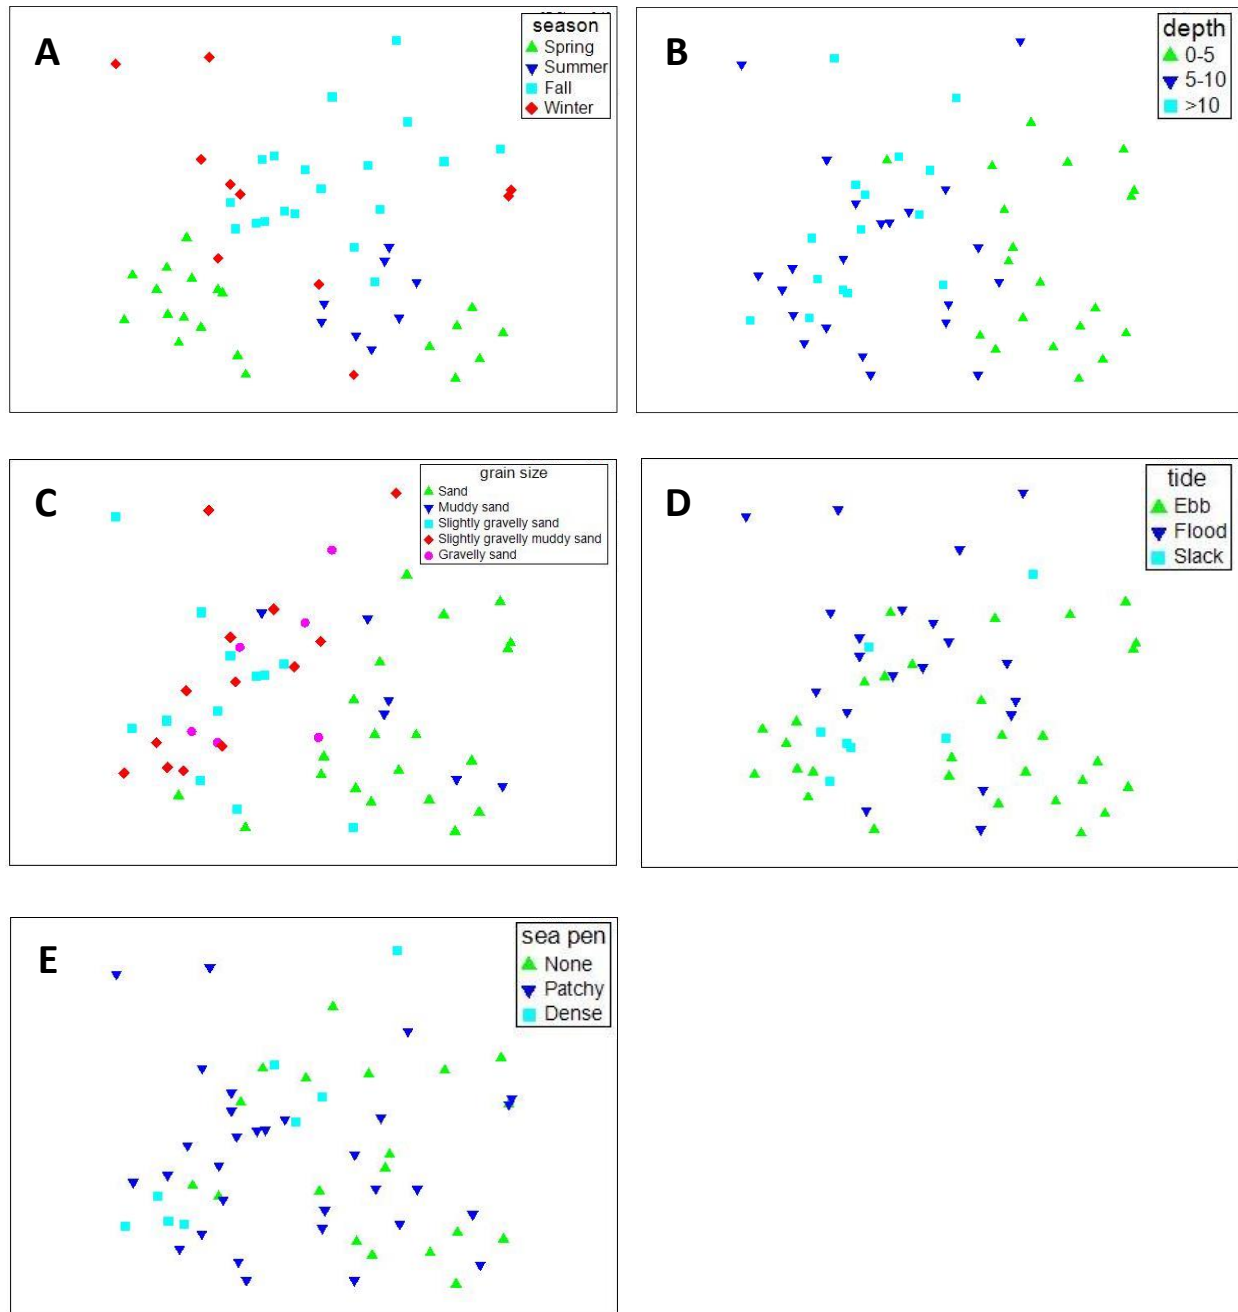 A
season
Spring
Summer
Fall
Winter
B
depth
0-5
5-10
>10
C
grain size
Sand
Muddy sand
Slightly gravelly sand
Slightly gravelly muddy sand
Gravelly sand
D
tide
Ebb
Flood
Slack
E
sea pen
None
Patchy
Dense